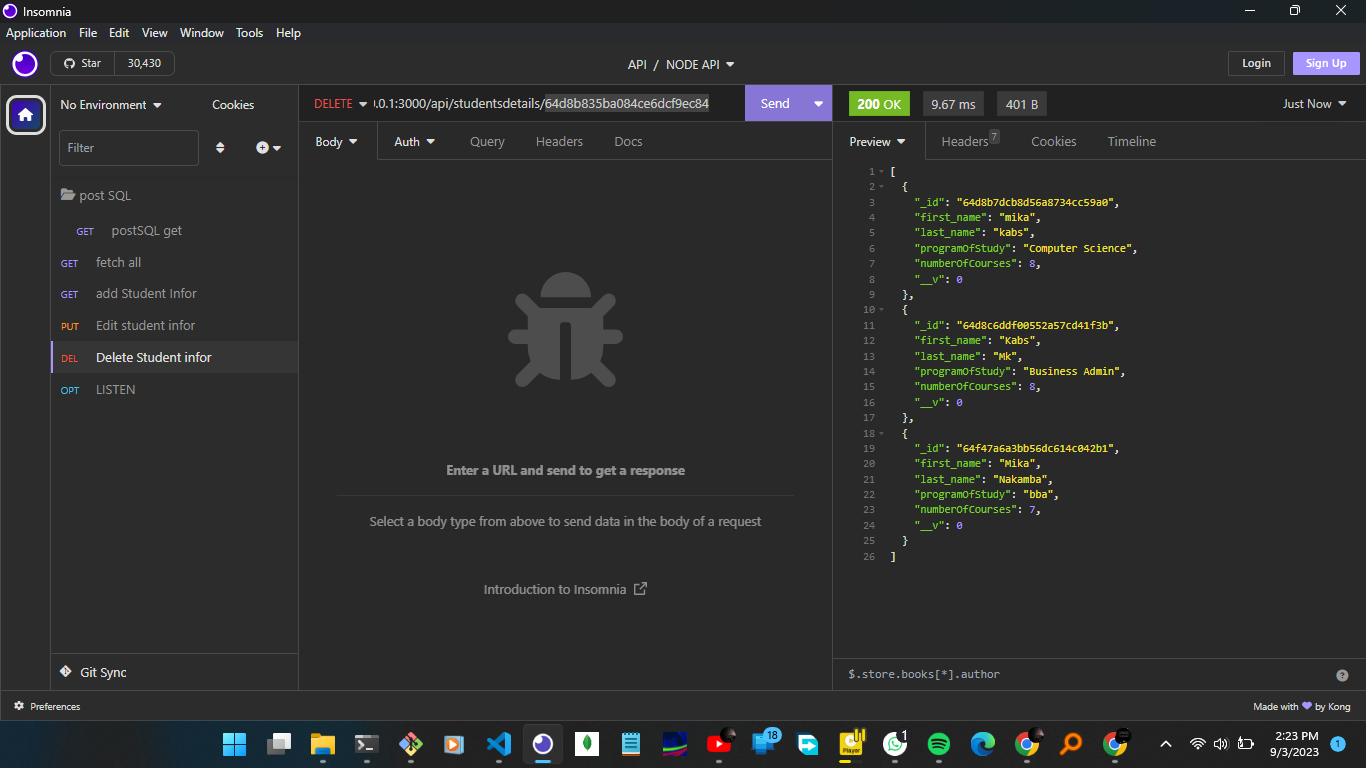 Insomnia
Application File Edit View Window Tools Help
Star 30,430
API / NODE API
Login Sign Up
No Environment Cookies
Filter
post SQL
GET postSQL get
GET fetch all
GET add Student Infor
PUT Edit student infor
DEL Delete Student infor
OPT LISTEN
Git Sync
DELETE ).0.1:3000/api/studentsdetails/64d8b835ba084ce6dcf9ec84 Send
Body Auth Query Headers Docs
Enter a URL and send to get a response
Select a body type from above to send data in the body of a request
Introduction to Insomnia
200 OK 9.67 ms 401 B Just Now
Preview Headers 7 Cookies Timeline
1 [
2 {
3 "_id": "64d8b7dcb8d56a8734cc59a0",
4 "first_name": "mika",
5 "last_name": "kabs",
6 "programOfStudy": "Computer Science",
7 "numberOfCourses": 8,
8 "__v": 0
9 },
10 {
11 "_id": "64d8c6ddf00552a57cd41f3b",
12 "first_name": "Kabs",
13 "last_name": "Mk",
14 "programOfStudy": "Business Admin",
15 "numberOfCourses": 8,
16 "__v": 0
17 },
18 {
19 "_id": "64f47a6a3bb56dc614c042b1",
20 "first_name": "Mika",
21 "last_name": "Nakamba",
22 "programOfStudy": "bba",
23 "numberOfCourses": 7,
24 "__v": 0
25 }
26 ]
$.store.books[*].author
Preferences
Made with by Kong
18
Player
1
2:23 PM
9/3/2023
1